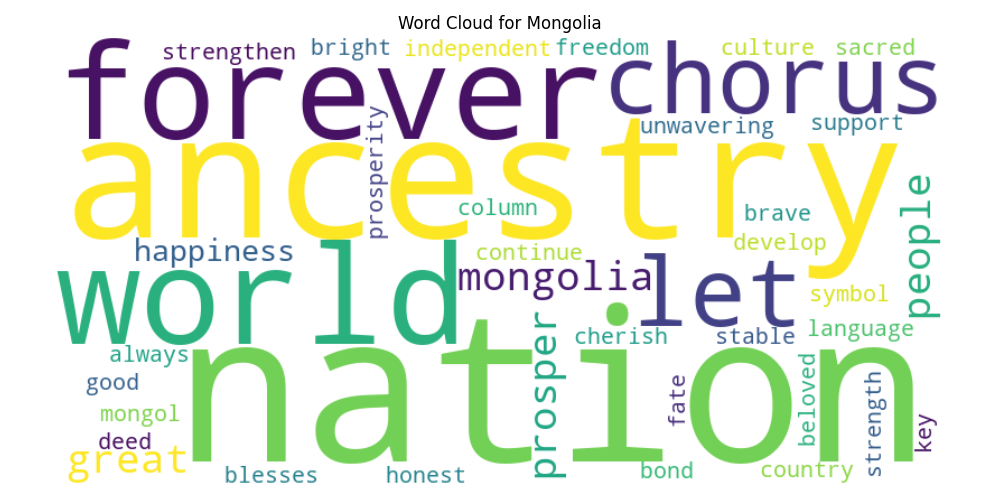 Word Cloud for Mongolia
strengthen
bright
independent
freedom
culture
sacred
forever
chorus
prosperity
unwavering
support
ancestry
column
brave
people
happiness
continue
develop
world
mongolia
let
symbol
prosper
cherish
stable
language
always
nation
good
fate
beloved
strength
mongol
deed
key
great
blesses
honest
bond
country